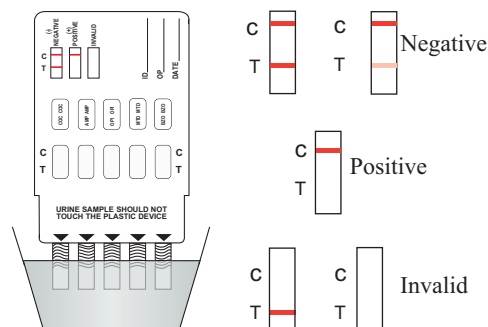 (-)
NEGATIVE
(+)
POSITIVE
INVALID
C
T
ID
OP
DATE
COC COC
AMP AMP
OPI OPI
MTD MTD
BZO BZO
C
T
C
T
URINE SAMPLE SHOULD NOT
TOUCH THE PLASTIC DEVICE
C
T
C
T
Negative
C
T
Positive
C
T
C
T
Invalid